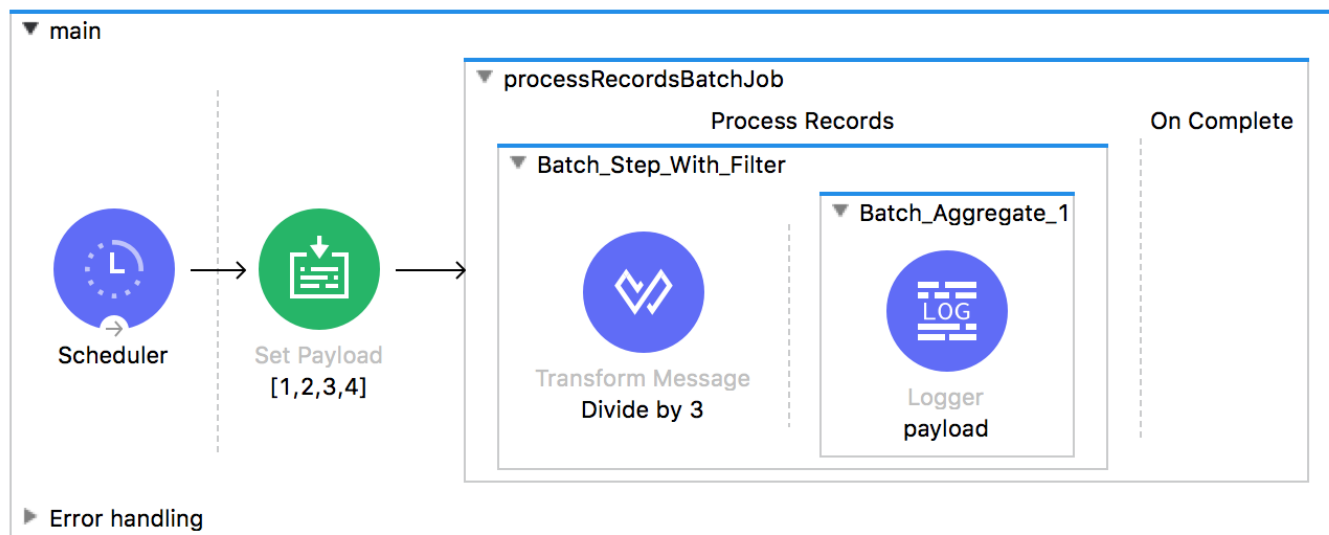 main
processRecordsBatchJob
Process Records
On Complete
Batch_Step_With_Filter
Batch_Aggregate_1
LOG
Scheduler
Set Payload
[1,2,3,4]
Transform Message
Divide by 3
Logger
payload
Error handling